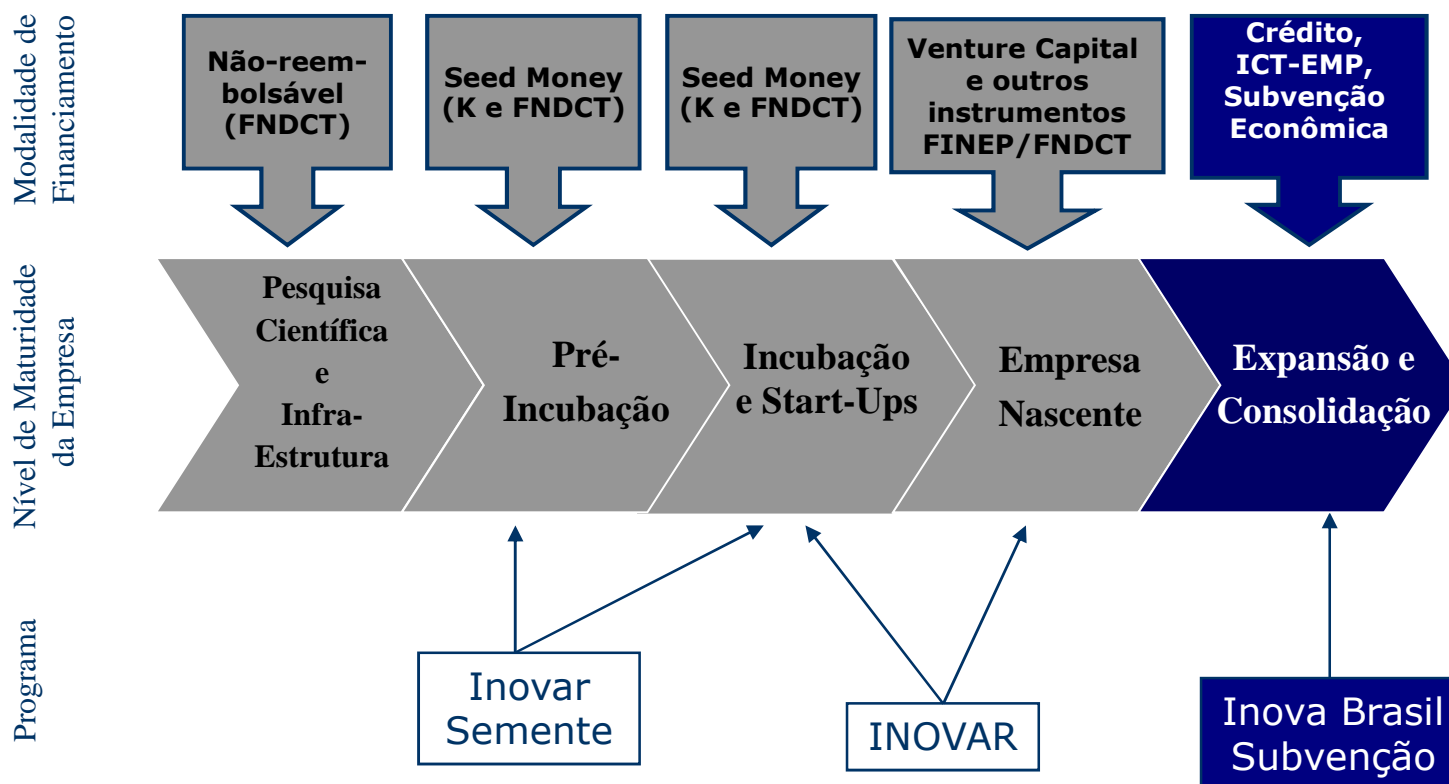 Modalidade de
Financiamento
Não-reem-
bolsável
(FNDCT)
Seed Money
(K e FNDCT)
Seed Money
(K e FNDCT)
Venture Capital
e outros
instrumentos
FINEP/FNDCT
Crédito,
ICT-EMP,
Subvenção
Econômica
Nível de Maturidade
da Empresa
Pesquisa
Científica
e
Infra-
Estrutura
Pré-
Incubação
Incubação
e Start-Ups
Empresa
Nascente
Expansão e
Consolidação
Programa
Inovar
Semente
INOVAR
Inova Brasil
Subvenção